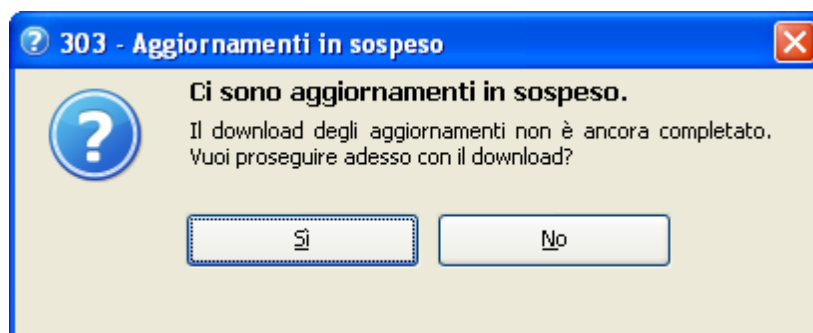 303 - Aggiornamenti in sospeso
Ci sono aggiornamenti in sospeso.
Il download degli aggiornamenti non è ancora completato.
Vuoi proseguire adesso con il download?
Sì
No